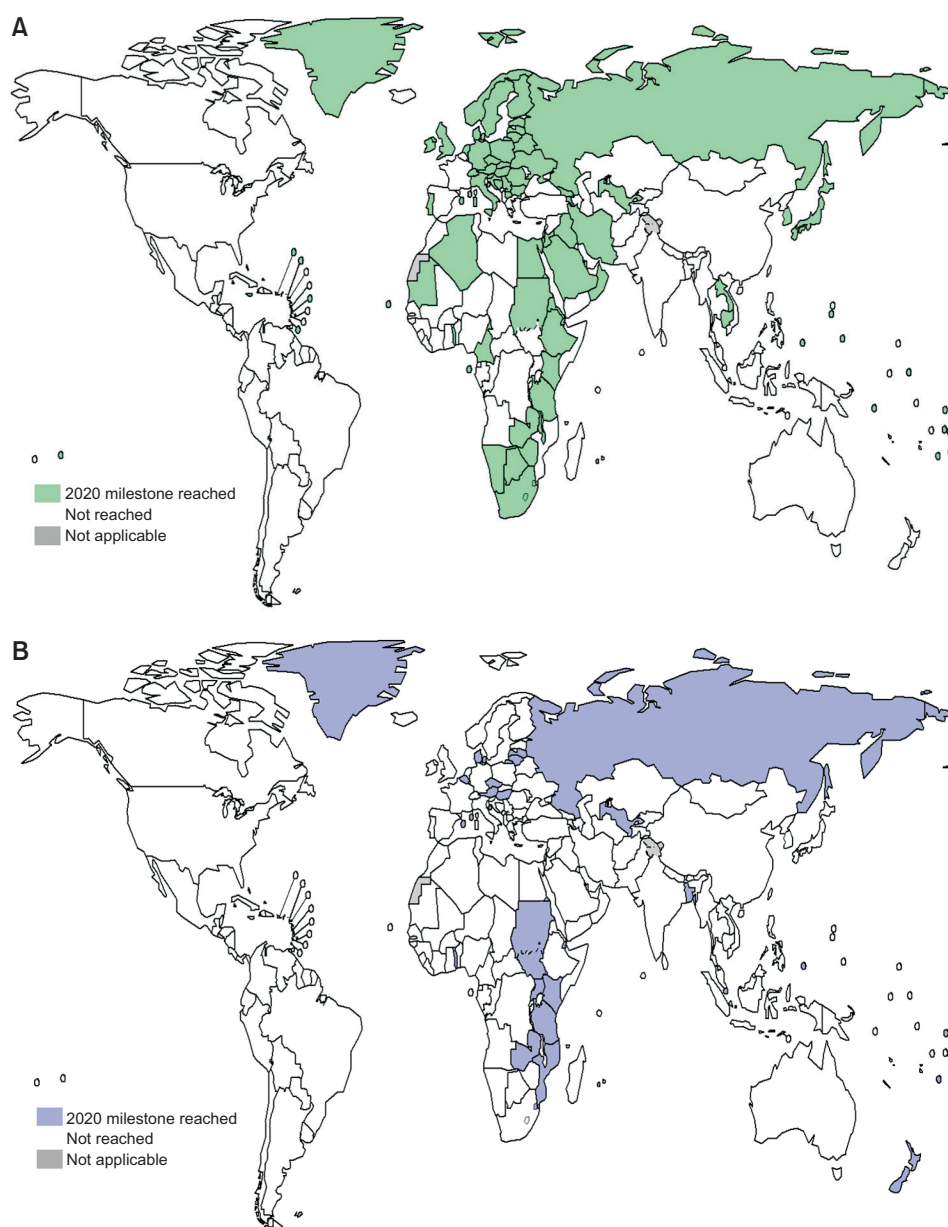 A
2020 milestone reached
Not reached
Not applicable
B
2020 milestone reached
Not reached
Not applicable